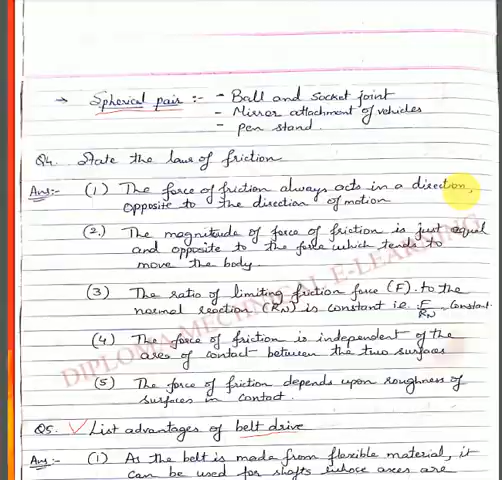 → Spherical pair :- - Ball and socket joint
- Mirror attachment of vehicles
- pen stand.
Q4. State the laws of friction
Ans:- (1) The force of friction always acts in a direction,
opposite to the direction of motion
(2.) The magnitude of force of friction is just equal
and opposite to the force which tends to
move the body.
(3) The ratio of limiting friction force (F) to the
normal reaction (RN) is constant i.e. F/RN = constant
(4) The force of friction is independent of the
area of contact between the two surfaces
(5) The force of friction depends upon roughness of
surfaces in contact.
Q5. ✓ List advantages of belt drive
Ans:- (1) As the belt is made from flexible material, it
can be used for shafts whose axes are
DIPLOMA MECHNICAL E-LEARNING